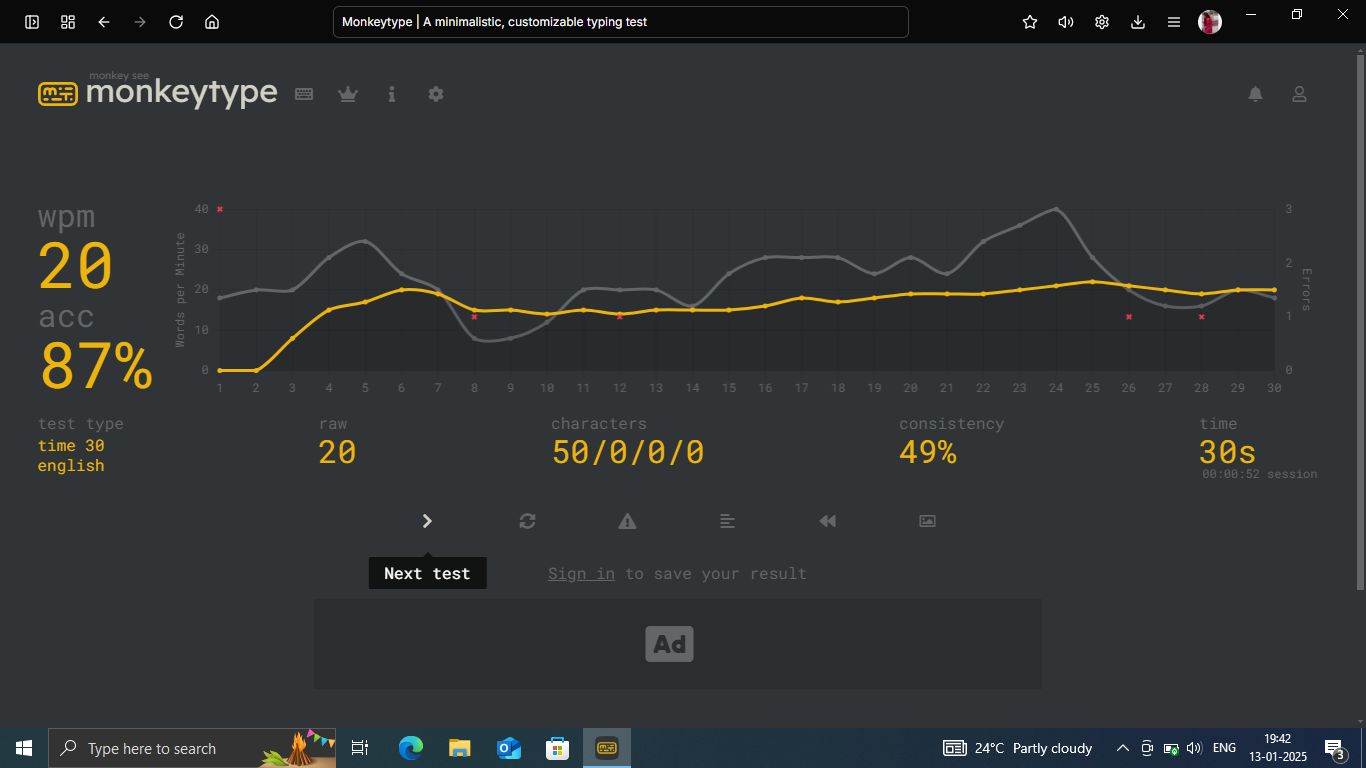 Monkeytype | A minimalistic, customizable typing test
monkey see
monkeytype
wpm
20
acc
87%
Words per Minute
40
30
20
10
0
3
2
1
0
Errors
1 2 3 4 5 6 7 8 9 10 11 12 13 14 15 16 17 18 19 20 21 22 23 24 25 26 27 28 29 30
test type
time 30
english
raw
20
characters
50/0/0/0
consistency
49%
time
30s
00:00:52 session
Next test
Sign in to save your result
Ad
Type here to search
24°C Partly cloudy
ENG
19:42
13-01-2025
3